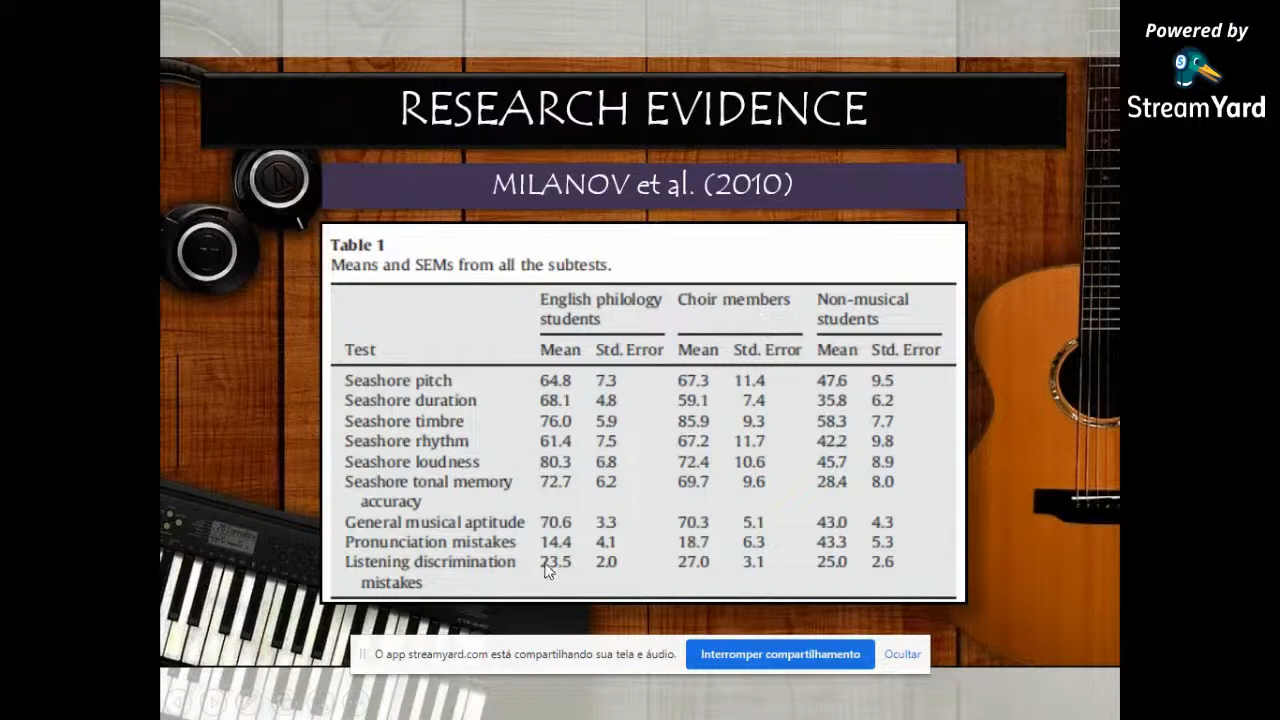 Powered by
StreamYard
RESEARCH EVIDENCE
MILANOV et al. (2010)
Table 1
Means and SEMs from all the subtests.
English philology students Choir members Non-musical students
Test Mean Std. Error Mean Std. Error Mean Std. Error
Seashore pitch 64.8 7.3 67.3 11.4 47.6 9.5
Seashore duration 68.1 4.8 59.1 7.4 35.8 6.2
Seashore timbre 76.0 5.9 85.9 9.3 58.3 7.7
Seashore rhythm 61.4 7.5 67.2 11.7 42.2 9.8
Seashore loudness 80.3 6.8 72.4 10.6 45.7 8.9
Seashore tonal memory 72.7 6.2 69.7 9.6 28.4 8.0
accuracy
General musical aptitude 70.6 3.3 70.3 5.1 43.0 4.3
Pronunciation mistakes 14.4 4.1 18.7 6.3 43.3 5.3
Listening discrimination 23.5 2.0 27.0 3.1 25.0 2.6
mistakes
O app streamyard.com está compartilhando sua tela e áudio. Interromper compartilhamento Ocultar